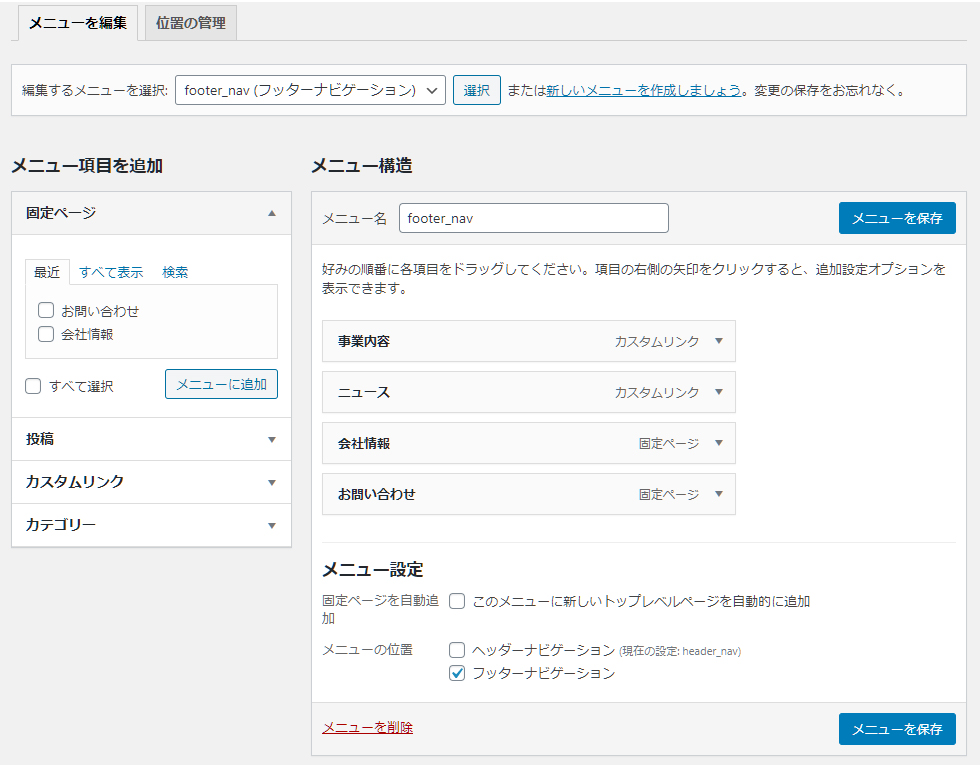 メニューを編集 位置の管理
編集するメニューを選択: footer_nav (フッターナビゲーション) 選択 または新しいメニューを作成しましょう。変更の保存をお忘れなく。
メニュー項目を追加
固定ページ
最近 すべて表示 検索
お問い合わせ
会社情報
すべて選択 メニューに追加
投稿
カスタムリンク
カテゴリー
メニュー構造
メニュー名 footer_nav メニューを保存
好みの順番に各項目をドラッグしてください。項目の右側の矢印をクリックすると、追加設定オプションを
表示できます。
事業内容 カスタムリンク
ニュース カスタムリンク
会社情報 固定ページ
お問い合わせ 固定ページ
メニュー設定
固定ページを自動追
加
このメニューに新しいトップレベルページを自動的に追加
メニューの位置 ヘッダーナビゲーション (現在の設定: header_nav)
フッターナビゲーション
メニューを削除 メニューを保存